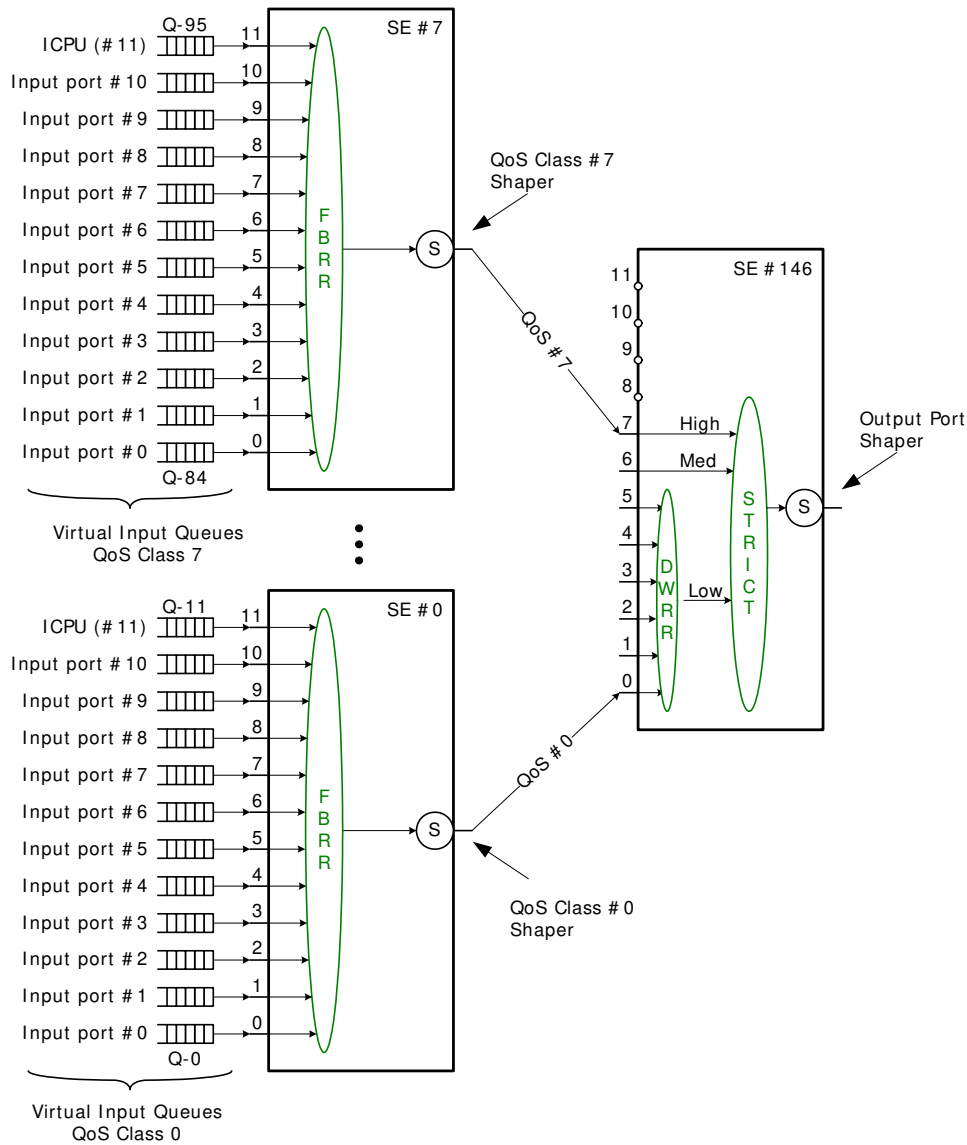 Q-95
SE # 7
ICPU (# 11)
11
Input port # 10
10
Input port # 9
9
Input port # 8
8
Input port # 7
7
Input port # 6
6
Input port # 5
5
Input port # 4
4
Input port # 3
3
Input port # 2
2
Input port # 1
1
Input port # 0
0
Q-84
FBRR
S
Virtual Input Queues
QoS Class 7
QoS Class # 7
Shaper
QoS # 7
SE # 146
11
10
9
8
7
High
6
Med
5
4
3
2
1
0
DWRR
Low
STRICT
S
Output Port
Shaper
Q-11
SE # 0
ICPU (# 11)
11
Input port # 10
10
Input port # 9
9
Input port # 8
8
Input port # 7
7
Input port # 6
6
Input port # 5
5
Input port # 4
4
Input port # 3
3
Input port # 2
2
Input port # 1
1
Input port # 0
0
Q-0
FBRR
S
QoS # 0
QoS Class # 0
Shaper
Virtual Input Queues
QoS Class 0